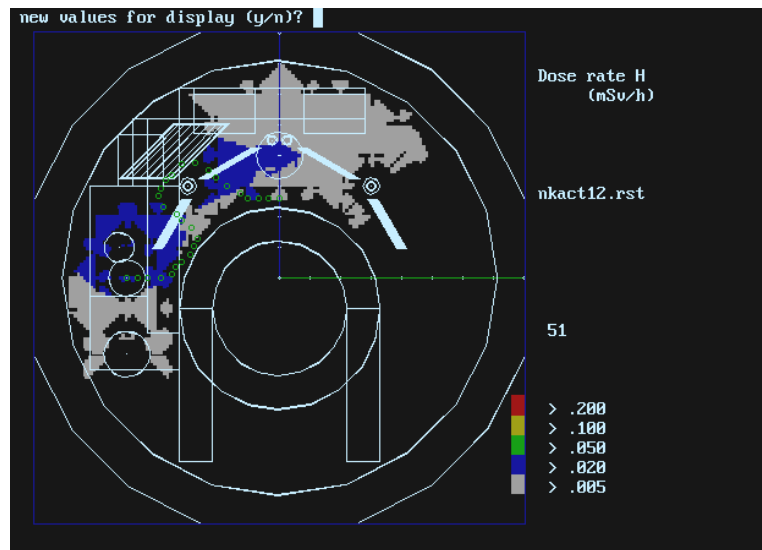 new values for display (y/n)?
Dose rate H
(mSv/h)
nkact12.rst
51
> .200
> .100
> .050
> .020
> .005